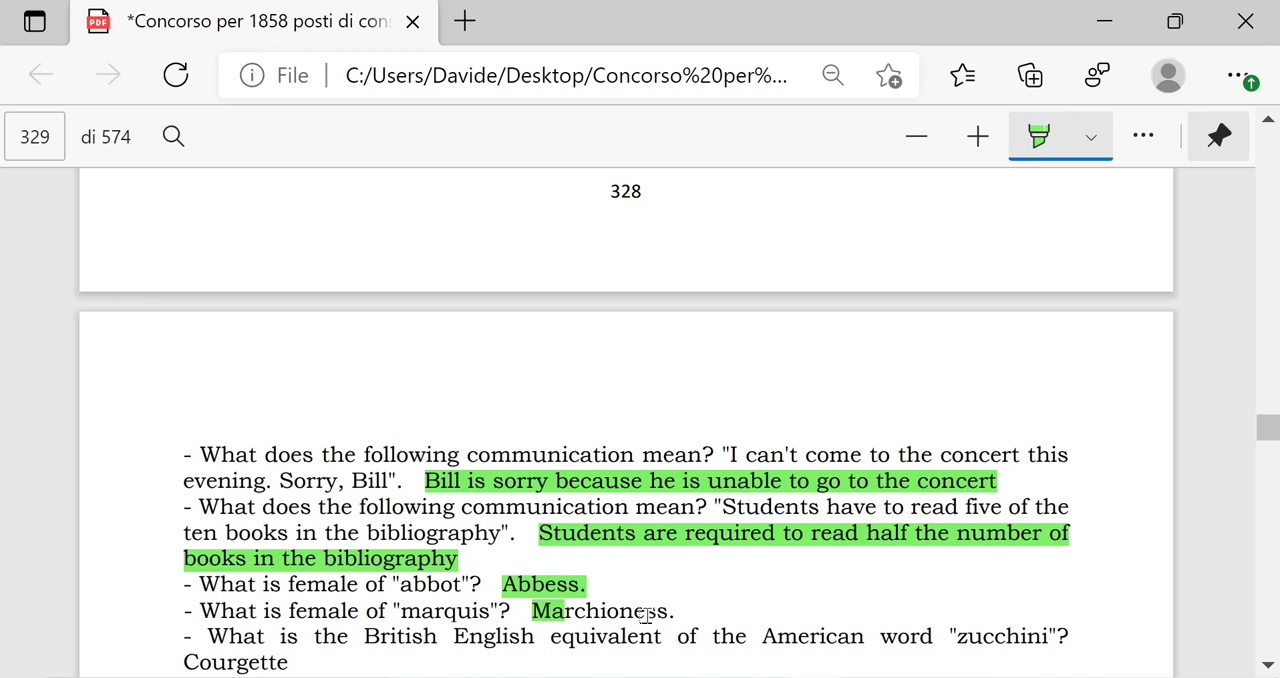 *Concorso per 1858 posti di con
File
C:/Users/Davide/Desktop/Concorso%20per%...
329 di 574
328
- What does the following communication mean? "I can't come to the concert this
evening. Sorry, Bill". Bill is sorry because he is unable to go to the concert
- What does the following communication mean? "Students have to read five of the
ten books in the bibliography". Students are required to read half the number of
books in the bibliography
- What is female of "abbot"? Abbess.
- What is female of "marquis"? Marchioness.
- What is the British English equivalent of the American word "zucchini"?
Courgette